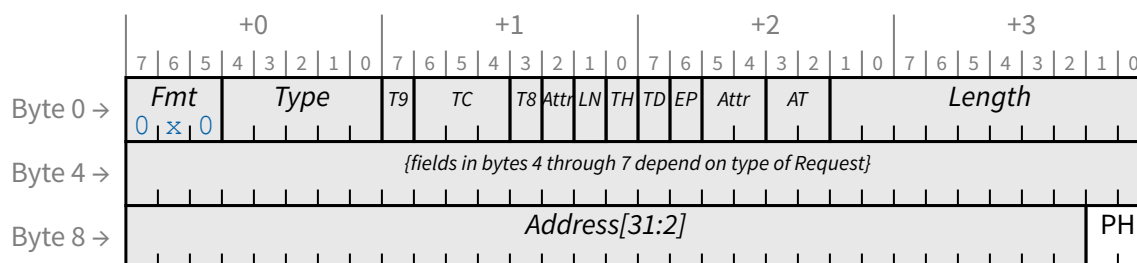 +0 +1 +2 +3
7 6 5 4 3 2 1 0 7 6 5 4 3 2 1 0 7 6 5 4 3 2 1 0 7 6 5 4 3 2 1 0
Byte 0 → Fmt Type T9 TC T8 Attr LN TH TD EP Attr AT Length
0 x 0
Byte 4 → {fields in bytes 4 through 7 depend on type of Request}
Byte 8 → Address[31:2] PH